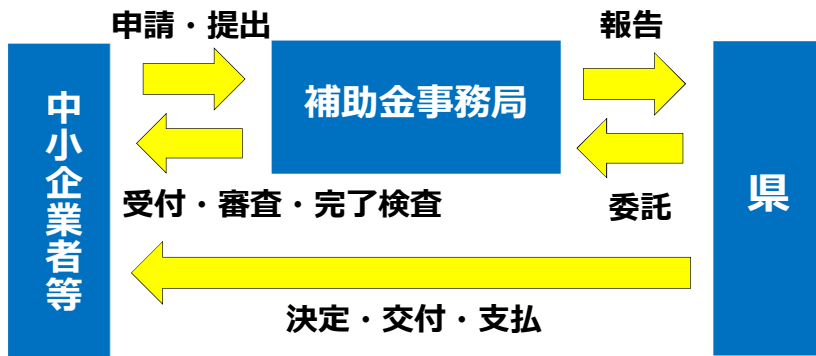 申請・提出
報告
中小企業者等
補助金事務局
県
受付・審査・完了検査
委託
決定・交付・支払